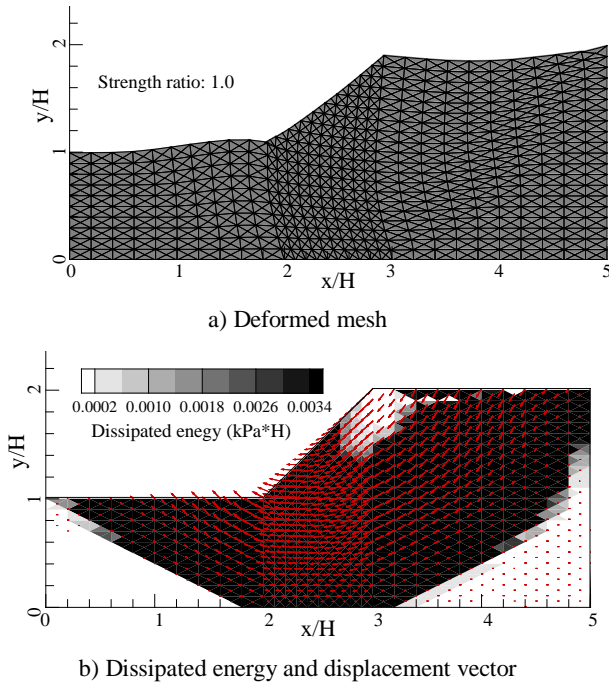 2
Strength ratio: 1.0
y/H
1
0
0 1 2 3 4 5
x/H
a) Deformed mesh
2
0.0002 0.0010 0.0018 0.0026 0.0034
Dissipated enegy (kPa*H)
y/H
1
0
0 1 2 3 4 5
x/H
b) Dissipated energy and displacement vector